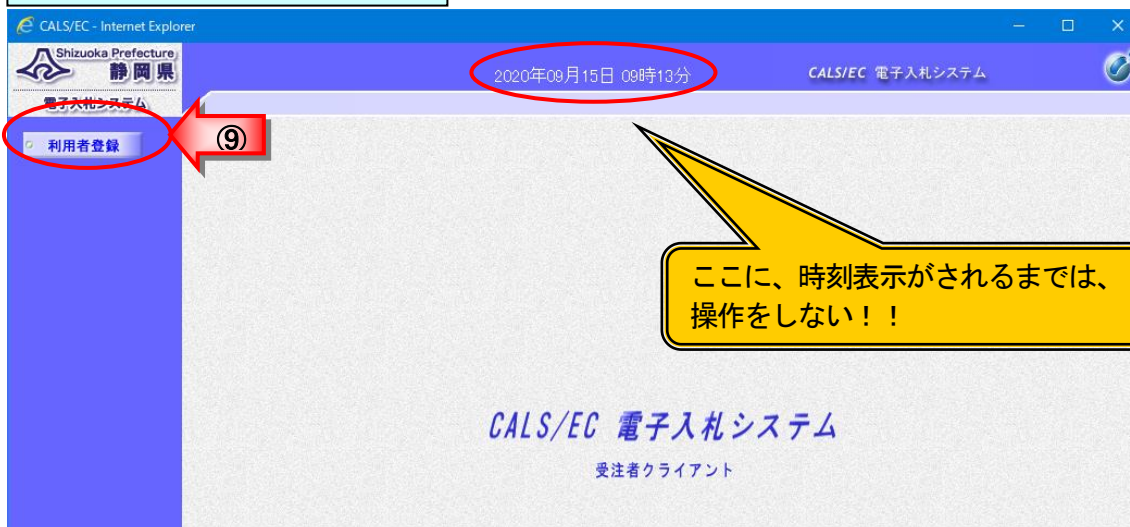 CALS/EC - Internet Explorer
Shizuoka Prefecture
静岡県
電子入札システム
2020年09月15日 09時13分
CALS/EC 電子入札システム
利用者登録
⑨
ここに、時刻表示がされるまでは、
操作をしない！！
CALS/EC 電子入札システム
受注者クライアント